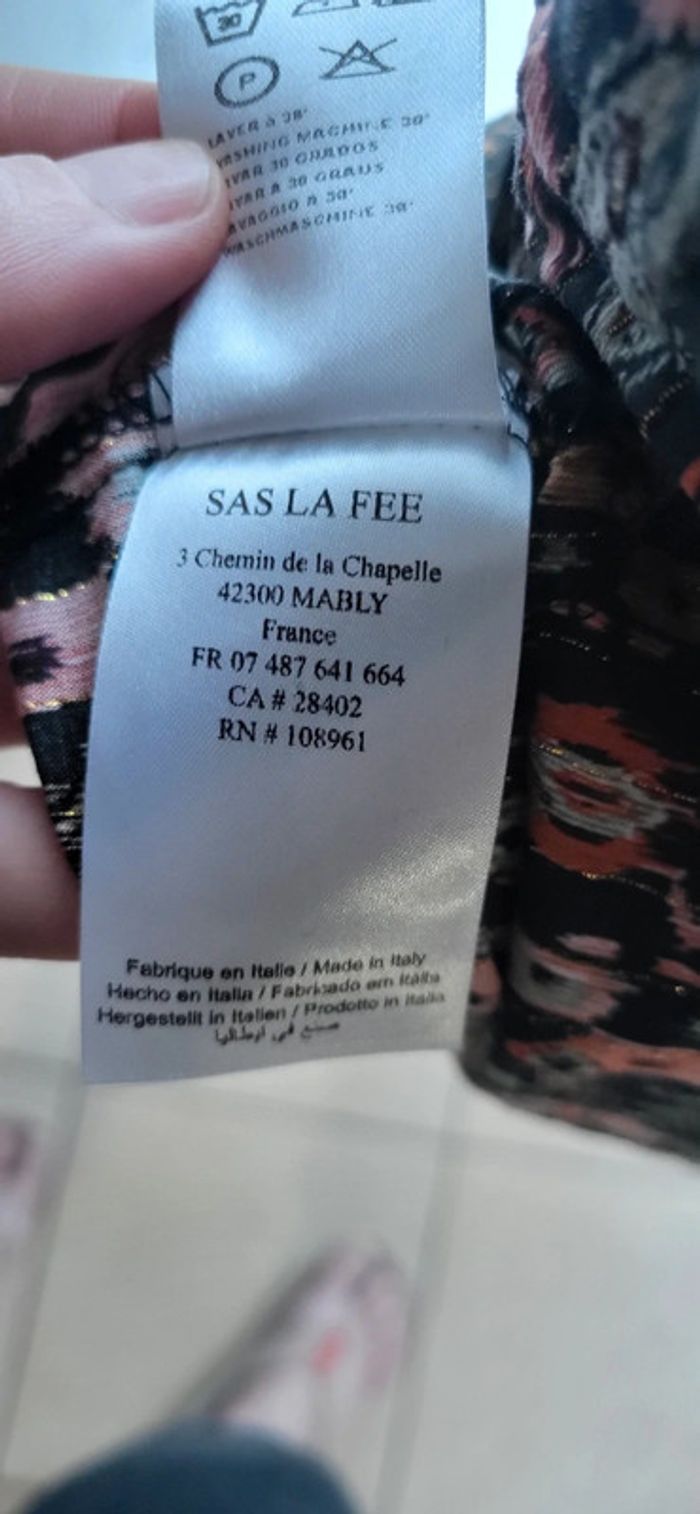 30
P
LAVER à 30°
WASHING MACHINE 30°
LAVAR 30 GRADOS
LAVAR A 30 GRAUS
LAVAGGIO A 30°
WASCHMASCHINE 30°
SAS LA FEE
3 Chemin de la Chapelle
42300 MABLY
France
FR 07 487 641 664
CA # 28402
RN # 108961
Fabrique en Italie / Made in Italy
Hecho en Italia / Fabricado em Itália
Hergestellt in Italien / Prodotto in Italia
صنع في إيطاليا